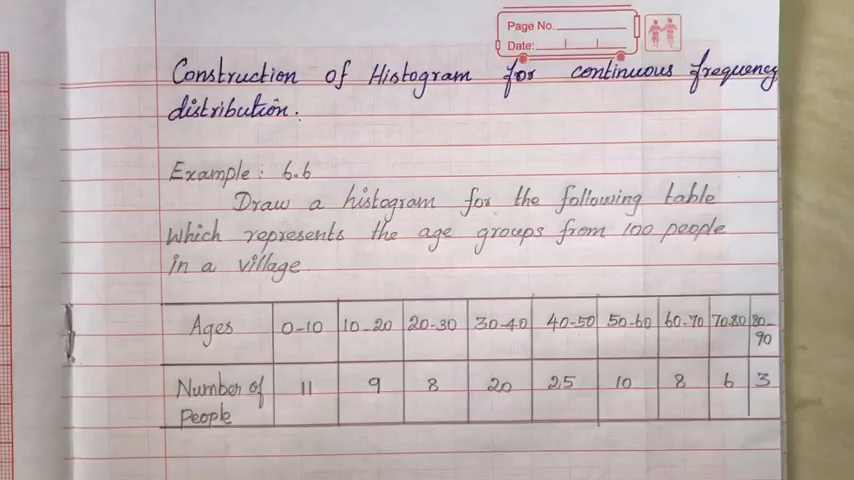 Page No.
Date:
Construction of Histogram for continuous frequency
distribution.
Example: 6.6
Draw a histogram for the following table
which represents the age groups from 100 people
in a village
Ages 0-10 10-20 20-30 30-40 40-50 50-60 60-70 70-80 80-90
Number of People 11 9 8 20 25 10 8 6 3